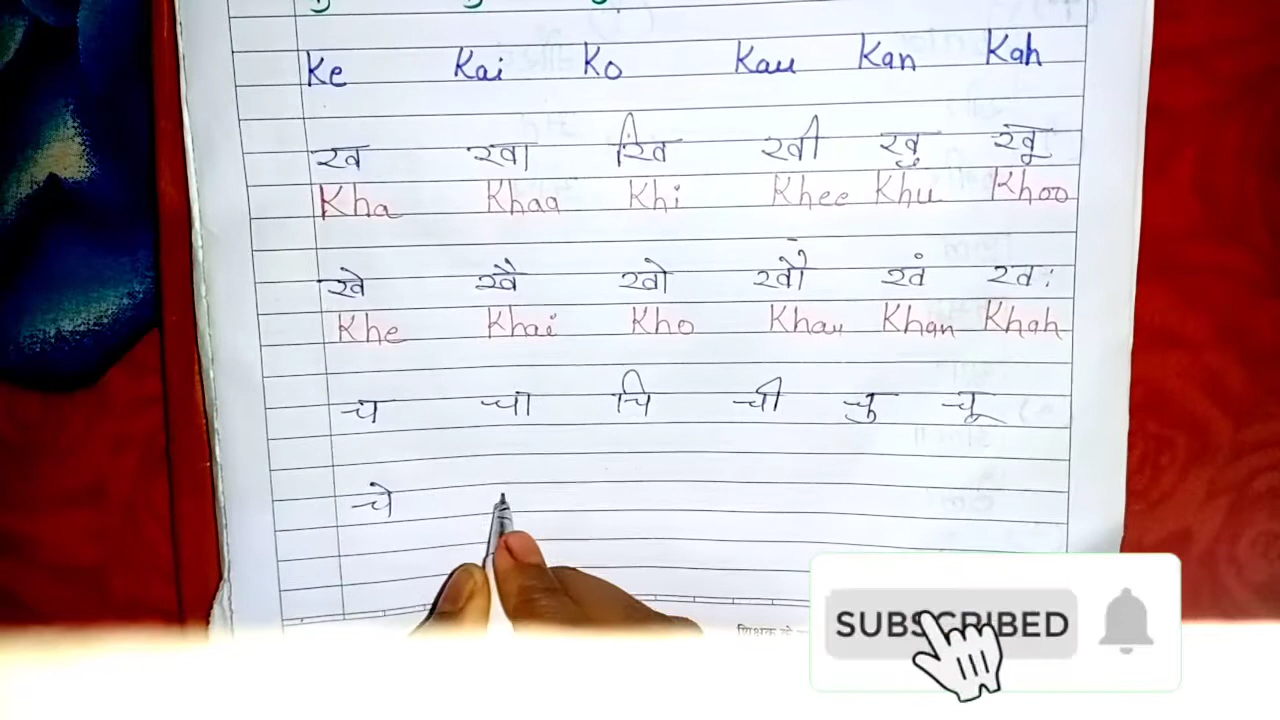 Ke Kai Ko Kau Kan Kah
ख खा खि खी खु खू
Kha Khaa Khi Khee Khu Khoo
खे खै खो खौ खं ख:
Khe Khai Kho Khau Khan Khah
च चा चि ची चु चू
चे
शिक्षक के
SUBSCRIBED